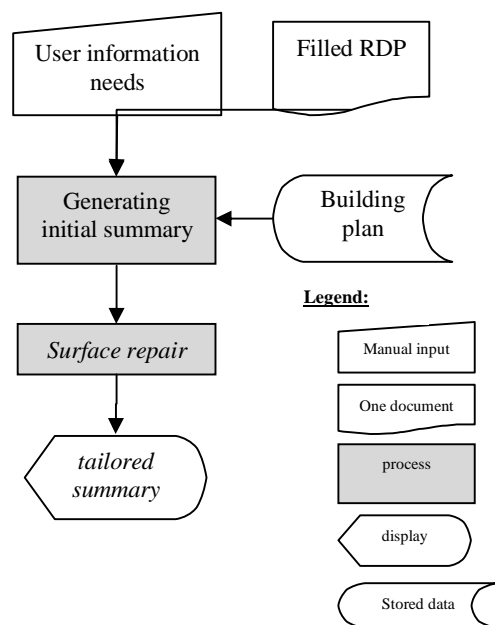 User information
needs
Filled RDP
Generating
initial summary
Building
plan
Surface repair
tailored
summary
Legend:
Manual input
One document
process
display
Stored data